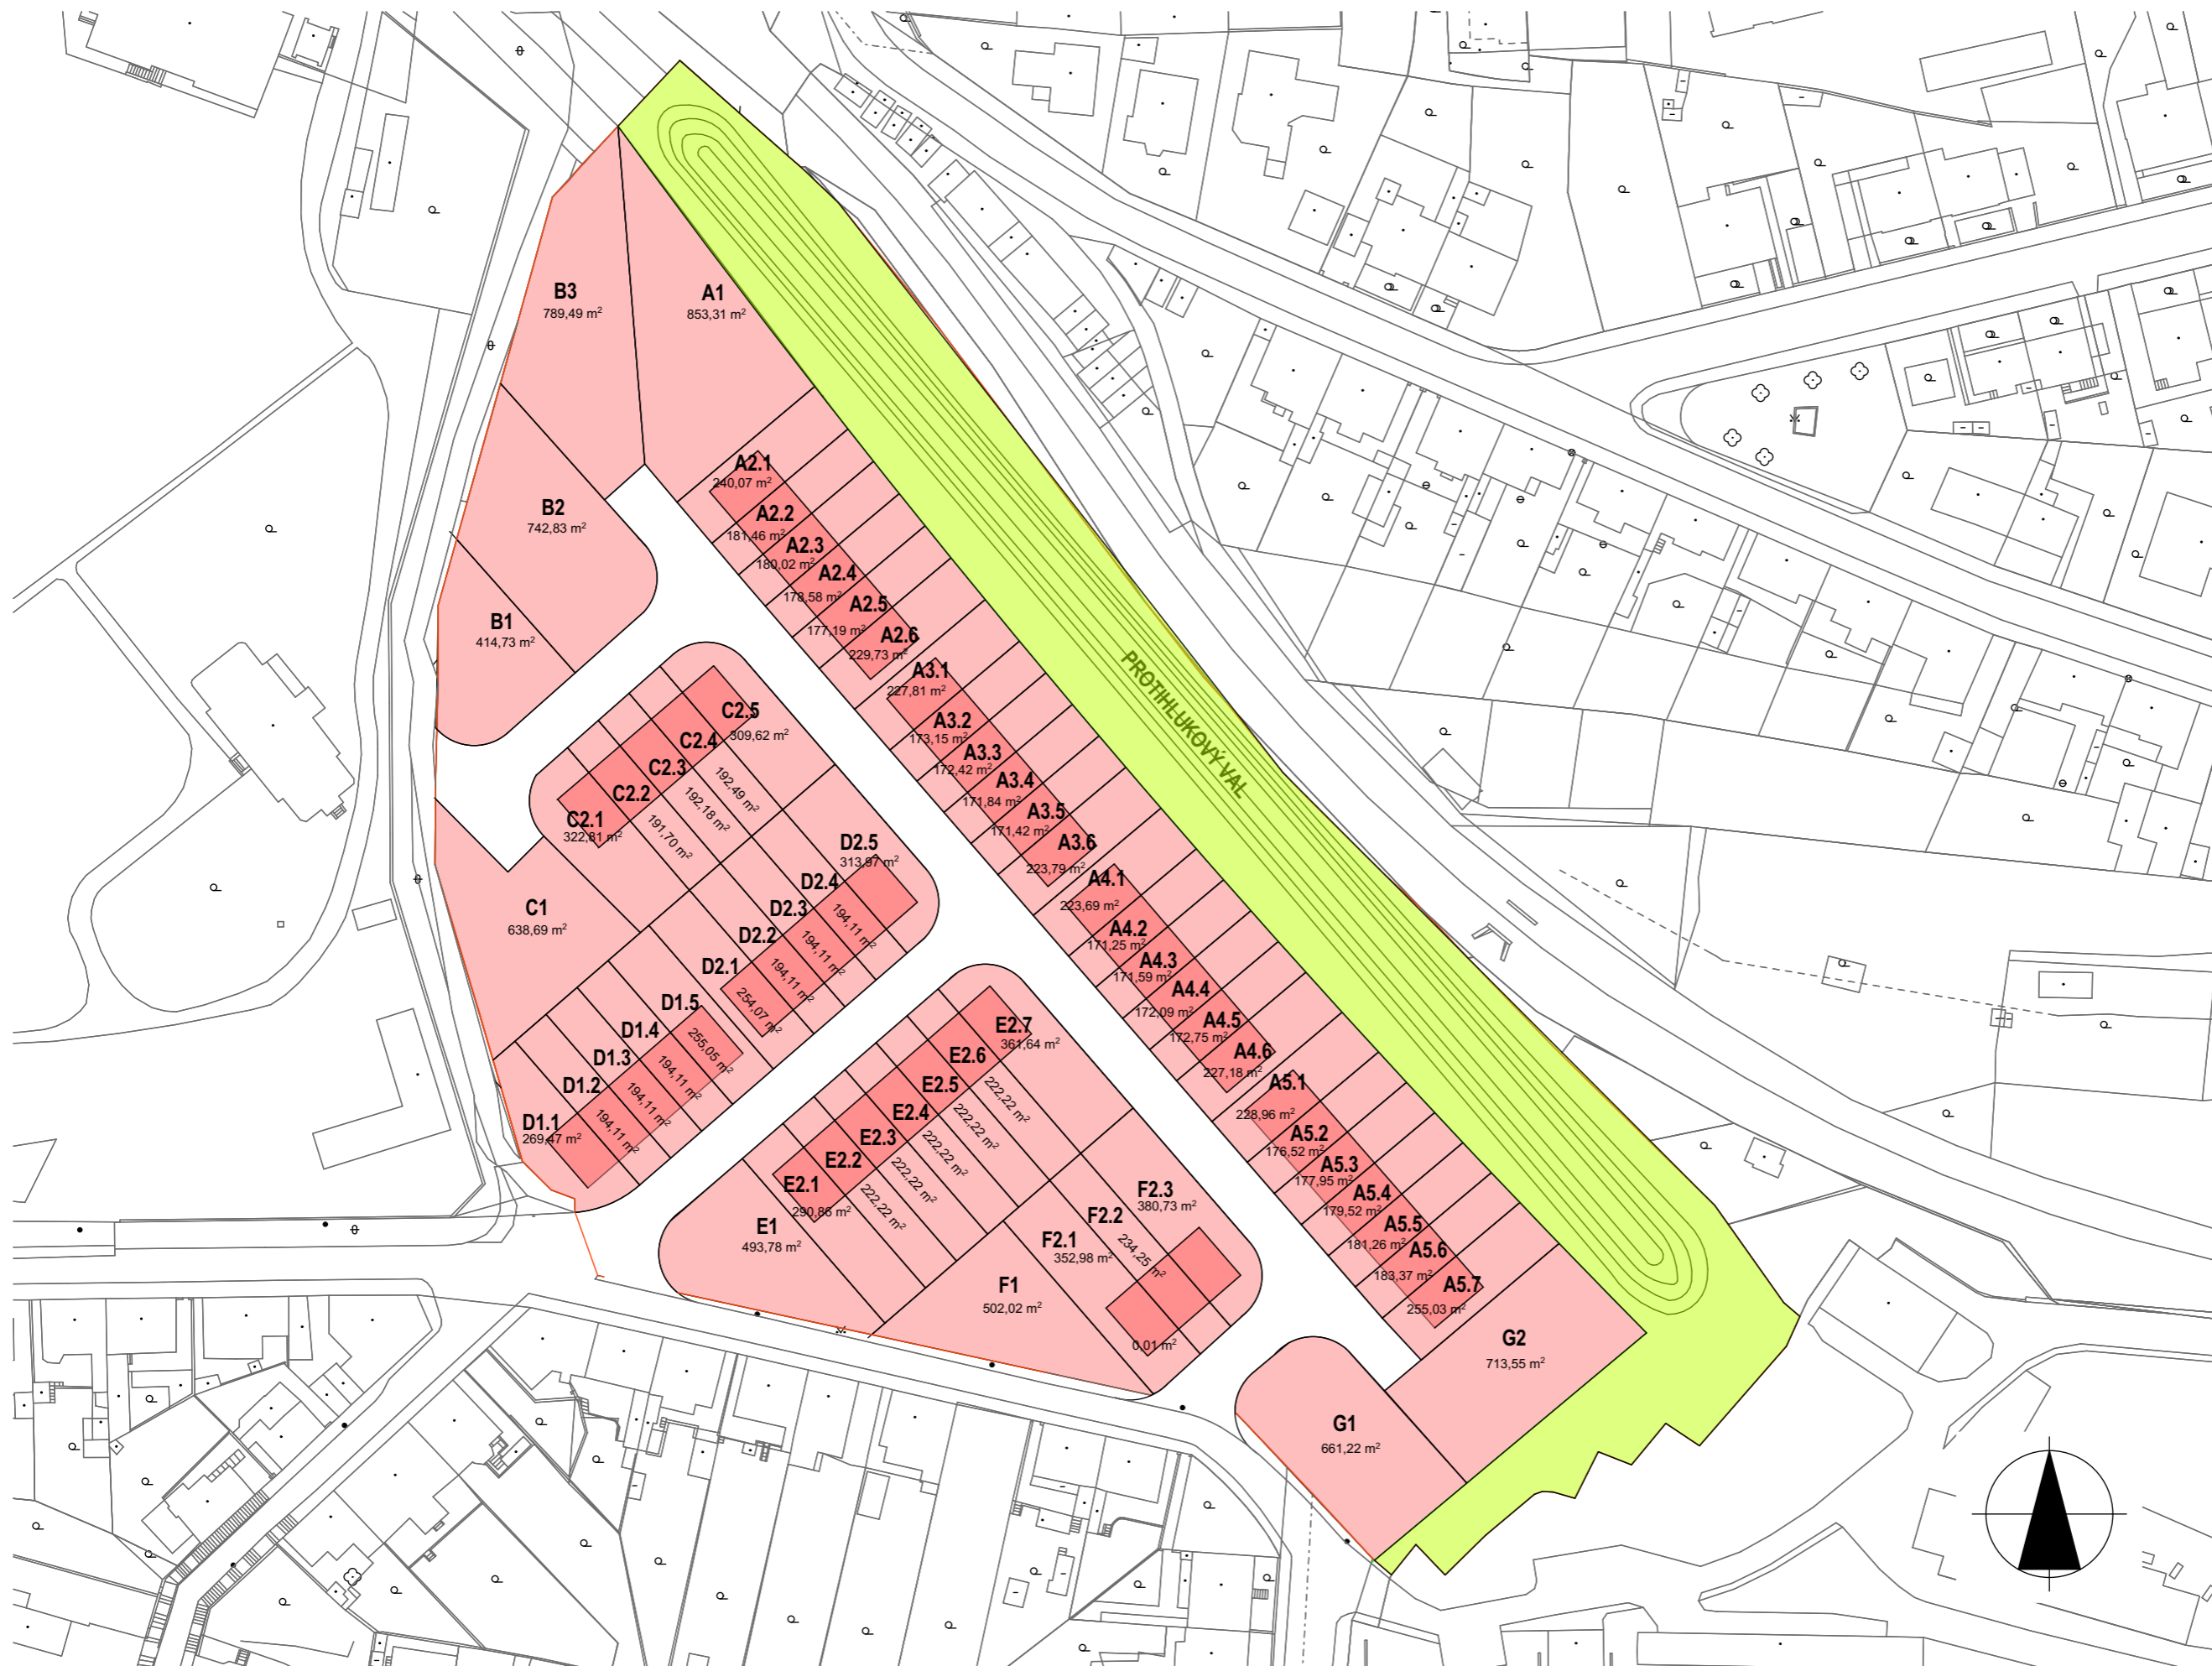 B3
789,49 m²
A1
853,31 m²
B2
742,83 m²
B1
414,73 m²
A2.1
240,07 m²
A2.2
181,46 m²
A2.3
180,02 m²
A2.4
178,58 m²
A2.5
177,19 m²
A2.6
229,73 m²
A3.1
227,81 m²
A3.2
173,15 m²
A3.3
172,42 m²
A3.4
171,84 m²
A3.5
171,42 m²
A3.6
223,79 m²
A4.1
223,69 m²
A4.2
171,25 m²
A4.3
171,59 m²
A4.4
172,09 m²
A4.5
172,75 m²
A4.6
227,18 m²
A5.1
228,96 m²
A5.2
176,52 m²
A5.3
177,95 m²
A5.4
179,52 m²
A5.5
181,26 m²
A5.6
183,37 m²
A5.7
255,03 m²
PROTIHLUKOVÝ VAL
C2.5
309,62 m²
C2.4
192,49 m²
C2.3
192,18 m²
C2.2
191,70 m²
C2.1
322,81 m²
C1
638,69 m²
D2.5
313,97 m²
D2.4
194,11 m²
D2.3
194,11 m²
D2.2
194,11 m²
D2.1
254,07 m²
D1.5
255,05 m²
D1.4
194,11 m²
D1.3
194,11 m²
D1.2
194,11 m²
D1.1
269,47 m²
E2.7
361,64 m²
E2.6
222,22 m²
E2.5
222,22 m²
E2.4
222,22 m²
E2.3
222,22 m²
E2.2
222,22 m²
E2.1
290,86 m²
E1
493,78 m²
F2.3
380,73 m²
F2.2
234,25 m²
F2.1
352,98 m²
F1
502,02 m²
0,01 m²
G2
713,55 m²
G1
661,22 m²